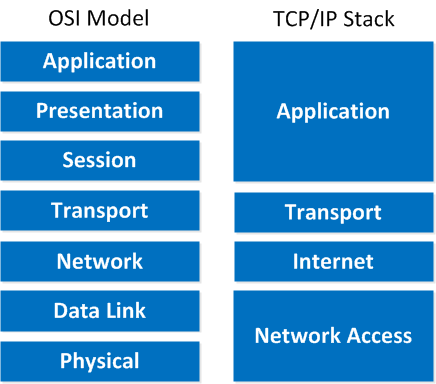 OSI Model
TCP/IP Stack
Application
Presentation
Session
Transport
Network
Data Link
Physical
Application
Transport
Internet
Network Access